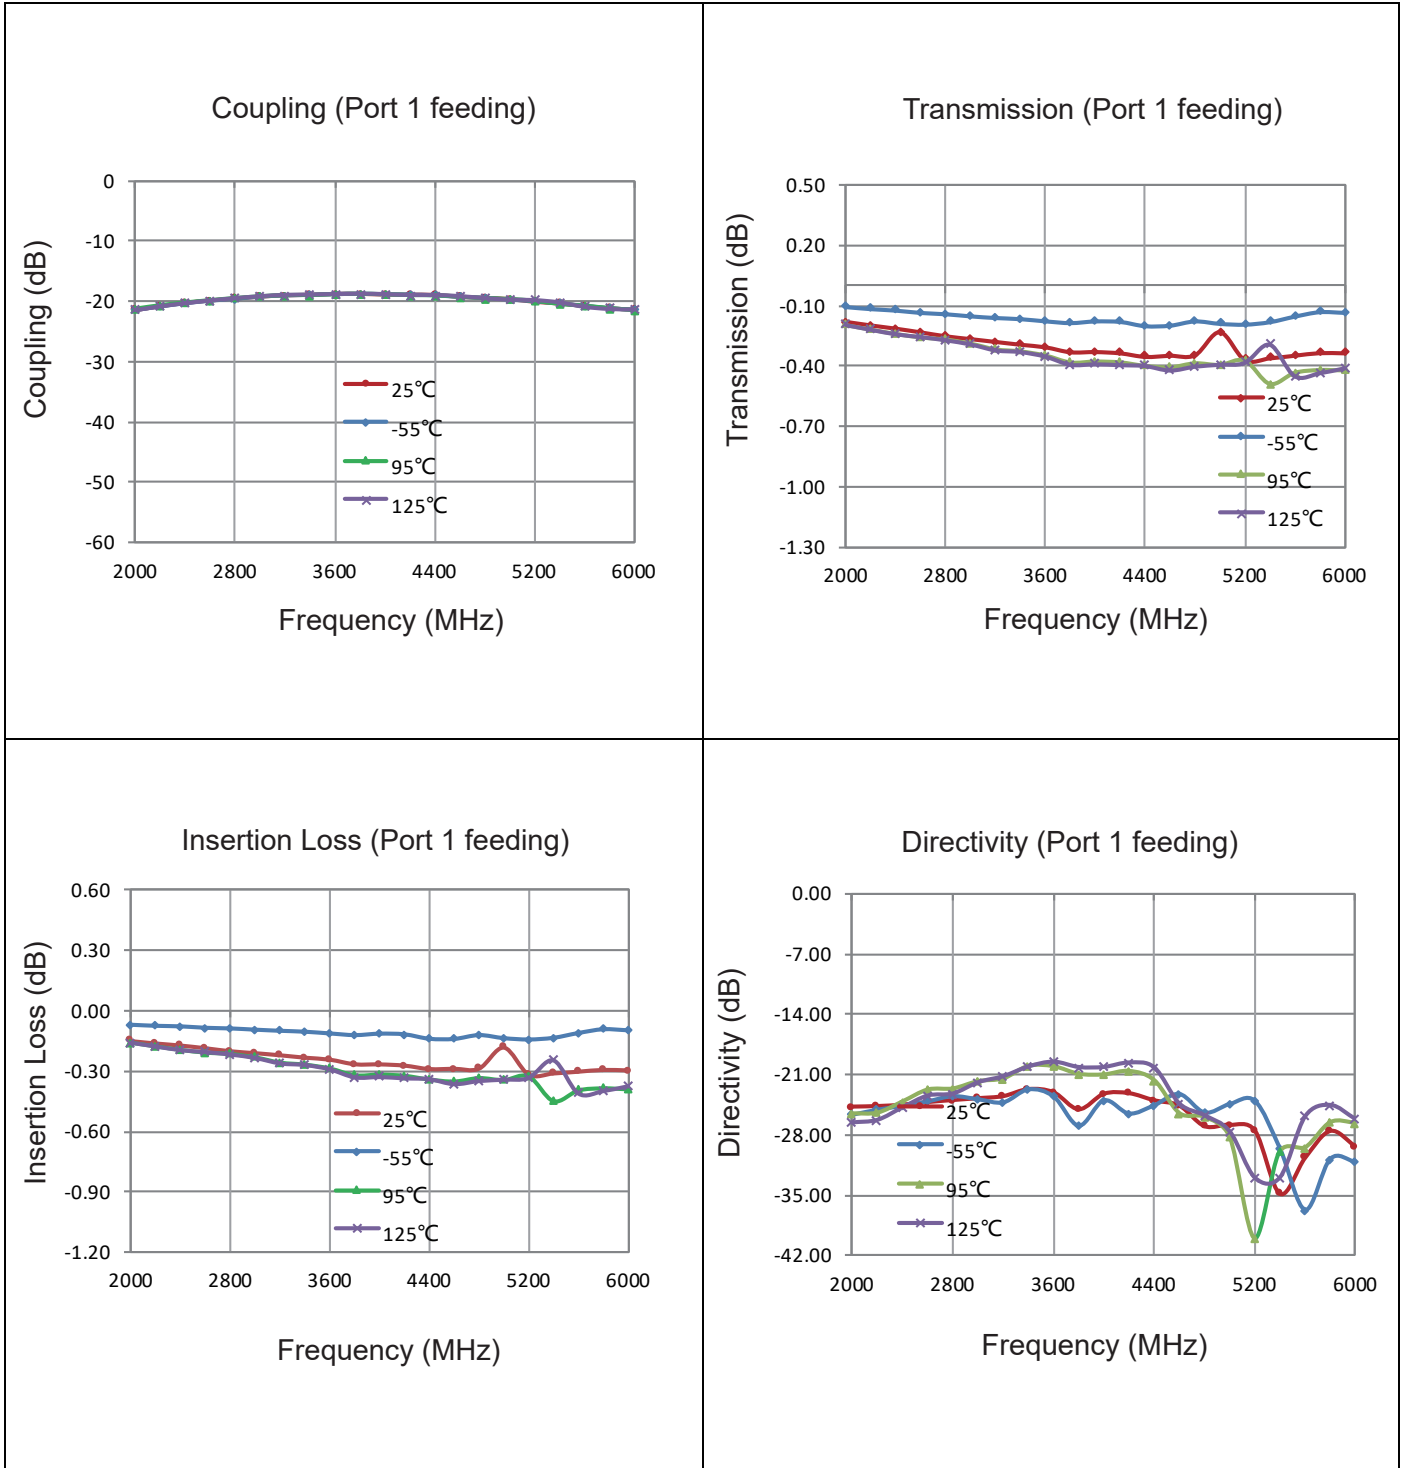 Coupling (Port 1 feeding)
Coupling (dB)
0
-10
-20
-30
-40
-50
-60
25℃
-55℃
95℃
125℃
2000 2800 3600 4400 5200 6000
Frequency (MHz)
Transmission (Port 1 feeding)
Transmission (dB)
0.50
0.20
-0.10
-0.40
-0.70
-1.00
-1.30
25℃
-55℃
95℃
125℃
2000 2800 3600 4400 5200 6000
Frequency (MHz)
Insertion Loss (Port 1 feeding)
Insertion Loss (dB)
0.60
0.30
0.00
-0.30
-0.60
-0.90
-1.20
25℃
-55℃
95℃
125℃
2000 2800 3600 4400 5200 6000
Frequency (MHz)
Directivity (Port 1 feeding)
Directivity (dB)
0.00
-7.00
-14.00
-21.00
-28.00
-35.00
-42.00
25℃
-55℃
95℃
125℃
2000 2800 3600 4400 5200 6000
Frequency (MHz)